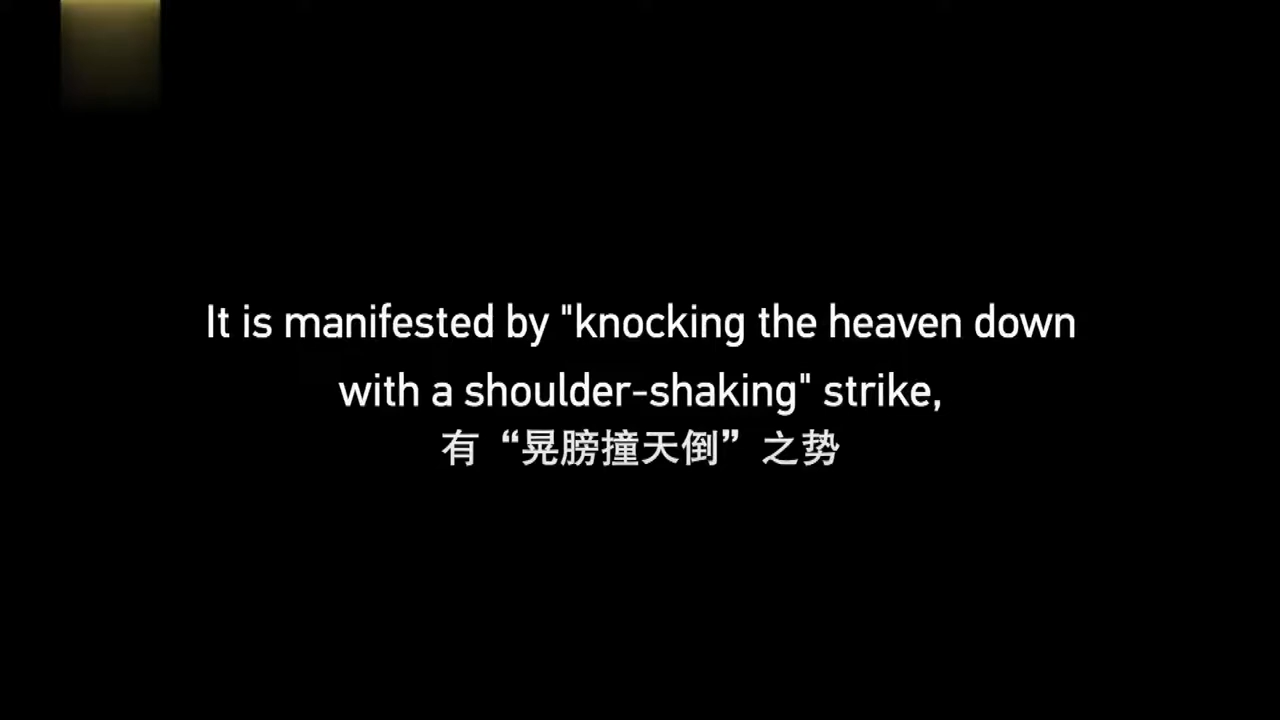 It is manifested by "knocking the heaven down
with a shoulder-shaking" strike,
有“晃膀撞天倒”之势